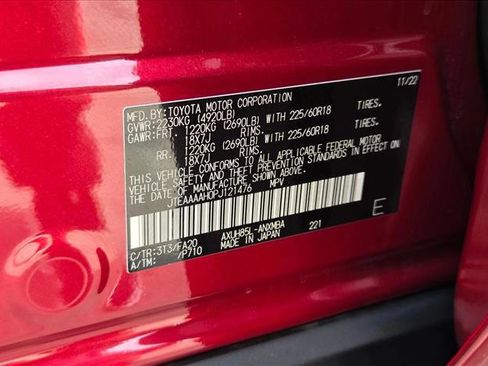 MFD.BY:TOYOTA MOTOR CORPORATION 11/22
GVWR:2230KG (4920LB)
GAWR:FRT. 1220KG (2690LB) WITH 225/60R18 TIRES.
18X7J RIMS.
RR. 1220KG (2690LB) WITH 225/60R18 TIRES.
18X7J RIMS.
THIS VEHICLE CONFORMS TO ALL APPLICABLE FEDERAL MOTOR
VEHICLE SAFETY AND THEFT PREVENTION STANDARDS IN
EFFECT ON THE DATE OF MANUFACTURE SHOWN ABOVE.
JTEAAAAH0PJ121476 MPV
E
C/TR:3T3/FA20 AXUH85L-ANXMBA 221
A/TM: /P710 MADE IN JAPAN